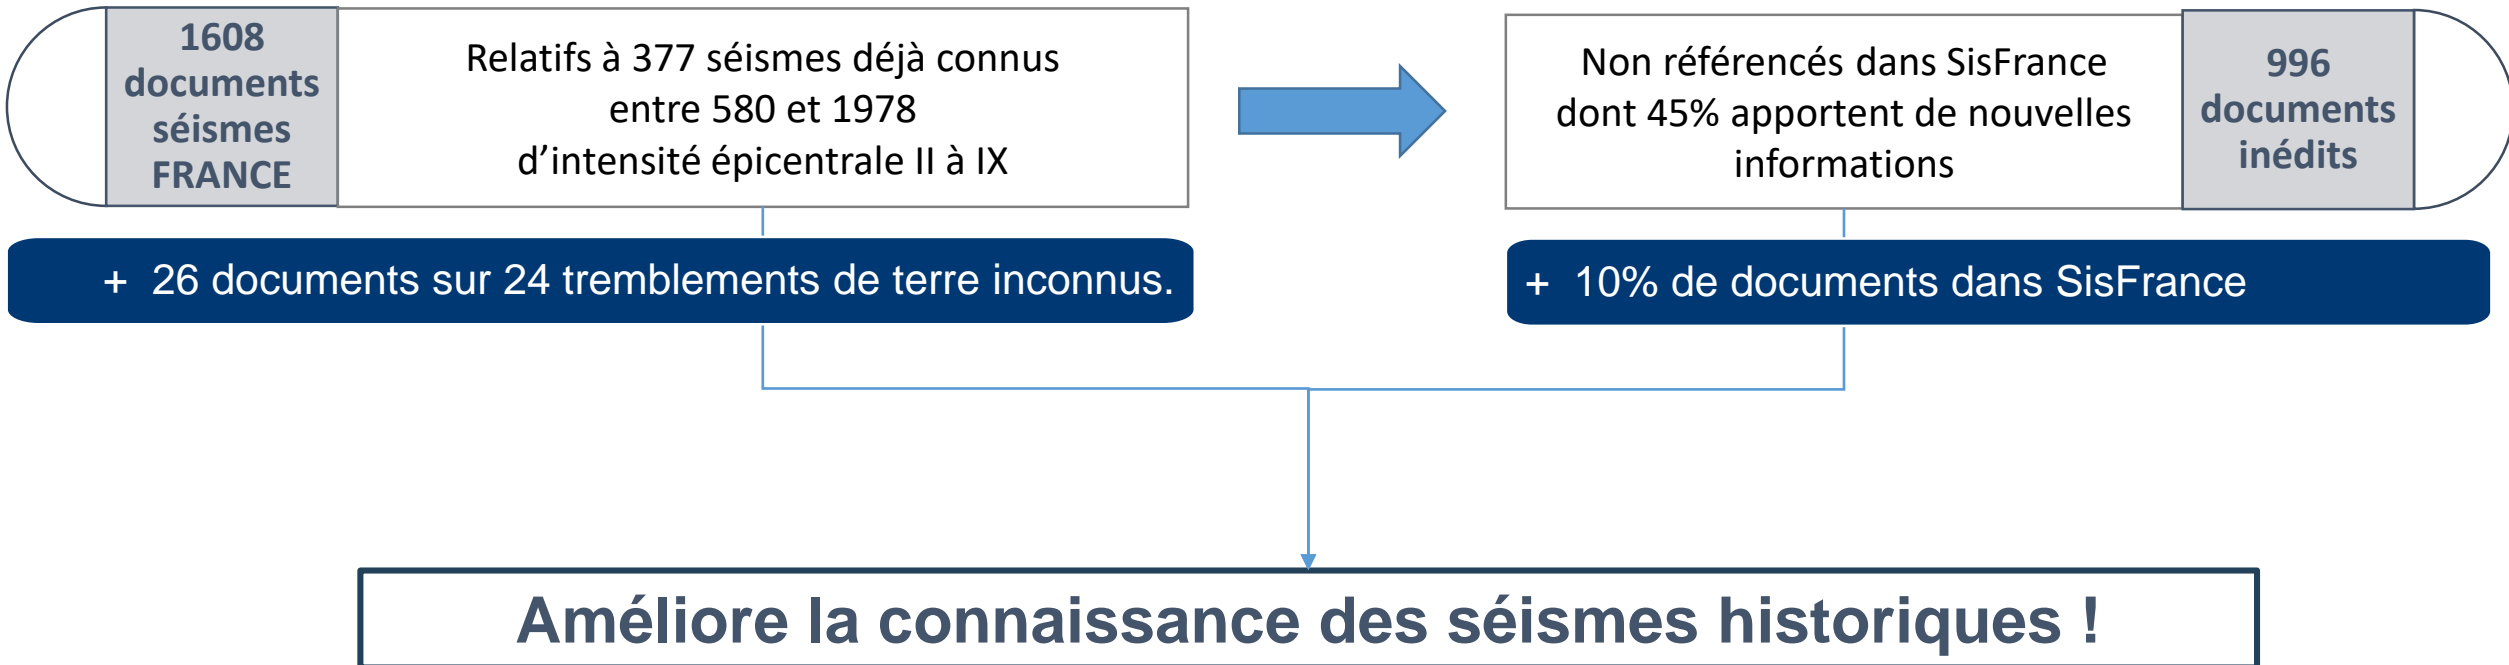 1608
documents
séismes
FRANCE
Relatifs à 377 séismes déjà connus
entre 580 et 1978
d’intensité épicentrale II à IX
Non référencés dans SisFrance
dont 45% apportent de nouvelles
informations
996
documents
inédits
+ 26 documents sur 24 tremblements de terre inconnus.
+ 10% de documents dans SisFrance
Améliore la connaissance des séismes historiques !